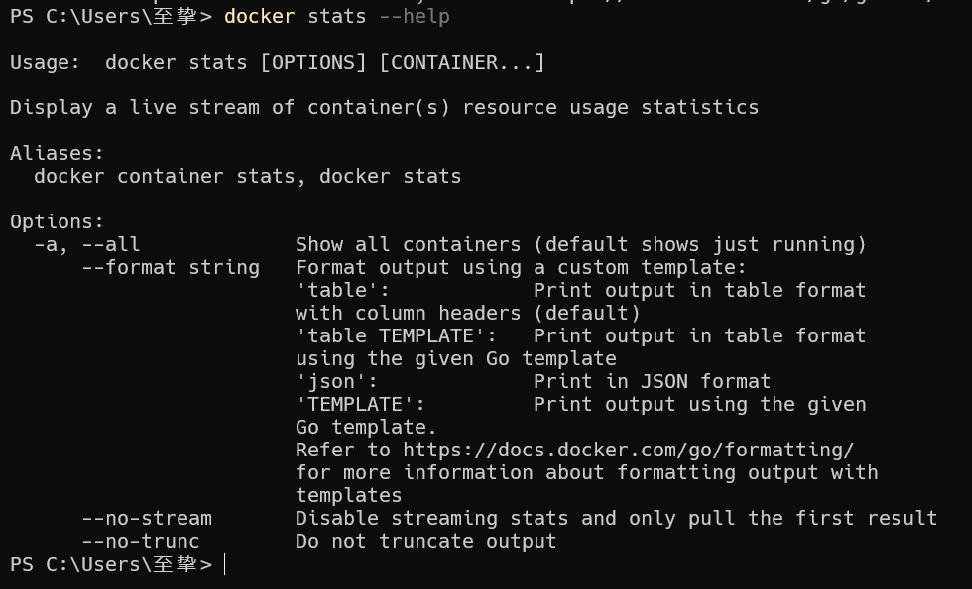 PS C:\Users\至挚> docker stats --help
Usage:  docker stats [OPTIONS] [CONTAINER...]
Display a live stream of container(s) resource usage statistics
Aliases:
  docker container stats, docker stats
Options:
  -a, --all             Show all containers (default shows just running)
      --format string   Format output using a custom template:
                        'table':            Print output in table format
                        with column headers (default)
                        'table TEMPLATE':   Print output in table format
                        using the given Go template
                        'json':             Print in JSON format
                        'TEMPLATE':         Print output using the given
                        Go template.
                        Refer to https://docs.docker.com/go/formatting/
                        for more information about formatting output with
                        templates
      --no-stream       Disable streaming stats and only pull the first result
      --no-trunc        Do not truncate output
PS C:\Users\至挚>